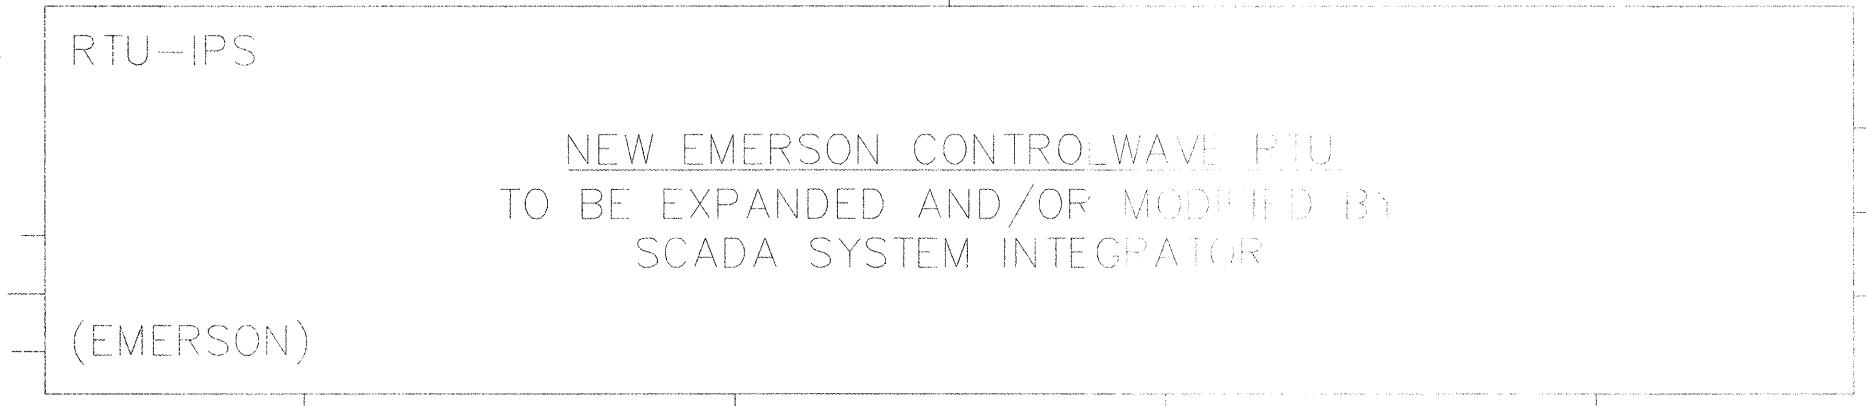 RTU-IPS
NEW EMERSON CONTROLWAVE RTU
TO BE EXPANDED AND/OR MODIFIED BY
SCADA SYSTEM INTEGRATOR
(EMERSON)